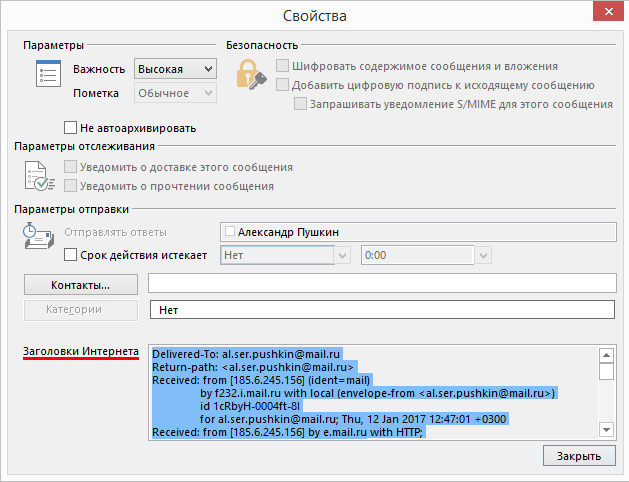 Свойства
Параметры
Безопасность
Важность
Высокая
Шифровать содержимое сообщения и вложения
Пометка
Обычное
Добавить цифровую подпись к исходящему сообщению
Запрашивать уведомление S/MIME для этого сообщения
Не автоархивировать
Параметры отслеживания
Уведомить о доставке этого сообщения
Уведомить о прочтении сообщения
Параметры отправки
Отправлять ответы
Александр Пушкин
Срок действия истекает
Нет
0:00
Контакты...
Категории
Нет
Заголовки Интернета
Delivered-To: al.ser.pushkin@mail.ru
Return-path: <al.ser.pushkin@mail.ru>
Received: from [185.6.245.156] (ident=mail)
by f232.i.mail.ru with local (envelope-from <al.ser.pushkin@mail.ru>)
id 1cRbyH-0004ft-8l
for al.ser.pushkin@mail.ru; Thu, 12 Jan 2017 12:47:01 +0300
Received: from [185.6.245.156] by e.mail.ru with HTTP;
Закрыть